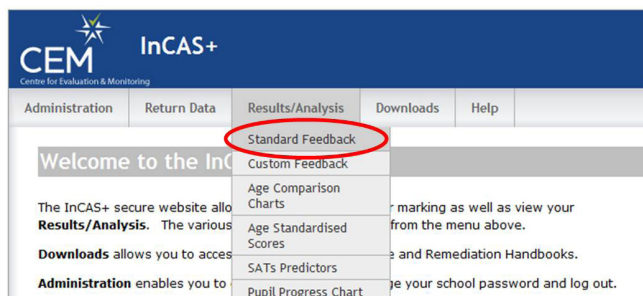 InCAS+
CEM
Centre for Evaluation & Monitoring
Administration Return Data Results/Analysis Downloads Help
Standard Feedback
Custom Feedback
Age Comparison
Charts
Age Standardised
Scores
SATs Predictors
Pupil Progress Chart
Welcome to the InC
The InCAS+ secure website allo r marking as well as view your
Results/Analysis. The various from the menu above.
Downloads allows you to acces e and Remediation Handbooks.
Administration enables you to ge your school password and log out.